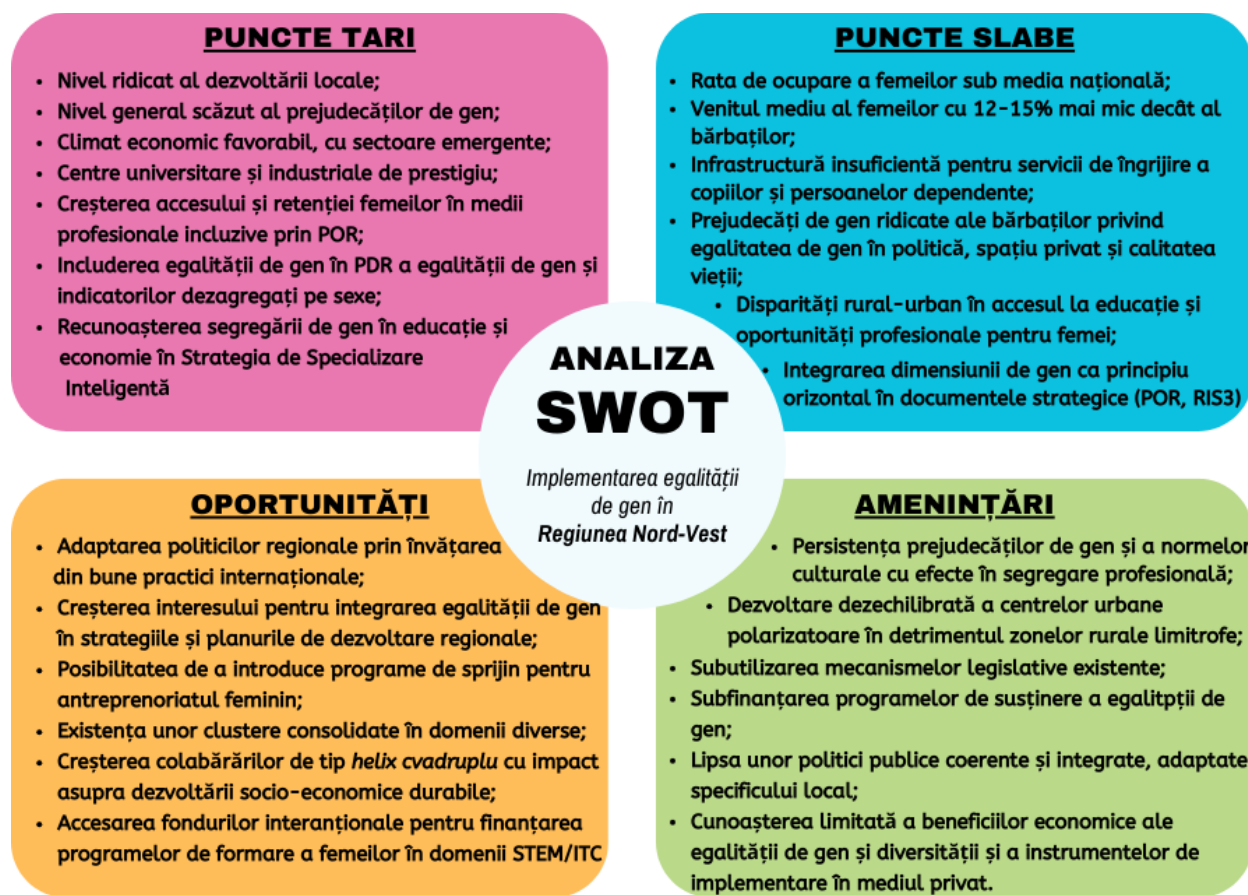 PUNCTE TARI
• Nivel ridicat al dezvoltării locale;
• Nivel general scăzut al prejudecăților de gen;
• Climat economic favorabil, cu sectoare emergente;
• Centre universitare și industriale de prestigiu;
• Creșterea accesului și retenției femeilor în medii
profesionale incluzive prin POR;
• Includerea egalității de gen în PDR a egalității de gen și
indicatorilor dezagregați pe sexe;
• Recunoașterea segregării de gen în educație și
economie în Strategia de Specializare
Inteligentă
PUNCTE SLABE
• Rata de ocupare a femeilor sub media națională;
• Venitul mediu al femeilor cu 12-15% mai mic decât al
bărbaților;
• Infrastructură insuficientă pentru servicii de îngrijire a
copiilor și persoanelor dependente;
• Prejudecăți de gen ridicate ale bărbaților privind
egalitatea de gen în politică, spațiu privat și calitatea
vieții;
• Disparități rural-urban în accesul la educație și
oportunități profesionale pentru femei;
• Integrarea dimensiunii de gen ca principiu
orizontal în documentele strategice (POR, RIS3)
ANALIZA
SWOT
Implementarea egalității
de gen în
Regiunea Nord-Vest
OPORTUNITĂȚI
• Adaptarea politicilor regionale prin învățarea
din bune practici internaționale;
• Creșterea interesului pentru integrarea egalității de gen
în strategiile și planurile de dezvoltare regionale;
• Posibilitatea de a introduce programe de sprijin pentru
antreprenoriatul feminin;
• Existența unor clustere consolidate în domenii diverse;
• Creșterea colabărărilor de tip helix cvadruplu cu impact
asupra dezvoltării socio-economice durabile;
• Accesarea fondurilor interanționale pentru finanțarea
programelor de formare a femeilor în domenii STEM/ITC
AMENINȚĂRI
• Persistența prejudecăților de gen și a normelor
culturale cu efecte în segregare profesională;
• Dezvoltare dezechilibrată a centrelor urbane
polarizatoare în detrimentul zonelor rurale limitrofe;
• Subutilizarea mecanismelor legislative existente;
• Subfinanțarea programelor de susținere a egalitpții de
gen;
• Lipsa unor politici publice coerente și integrate, adaptate
specificului local;
• Cunoașterea limitată a beneficiilor economice ale
egalității de gen și diversității și a instrumentelor de
implementare în mediul privat.